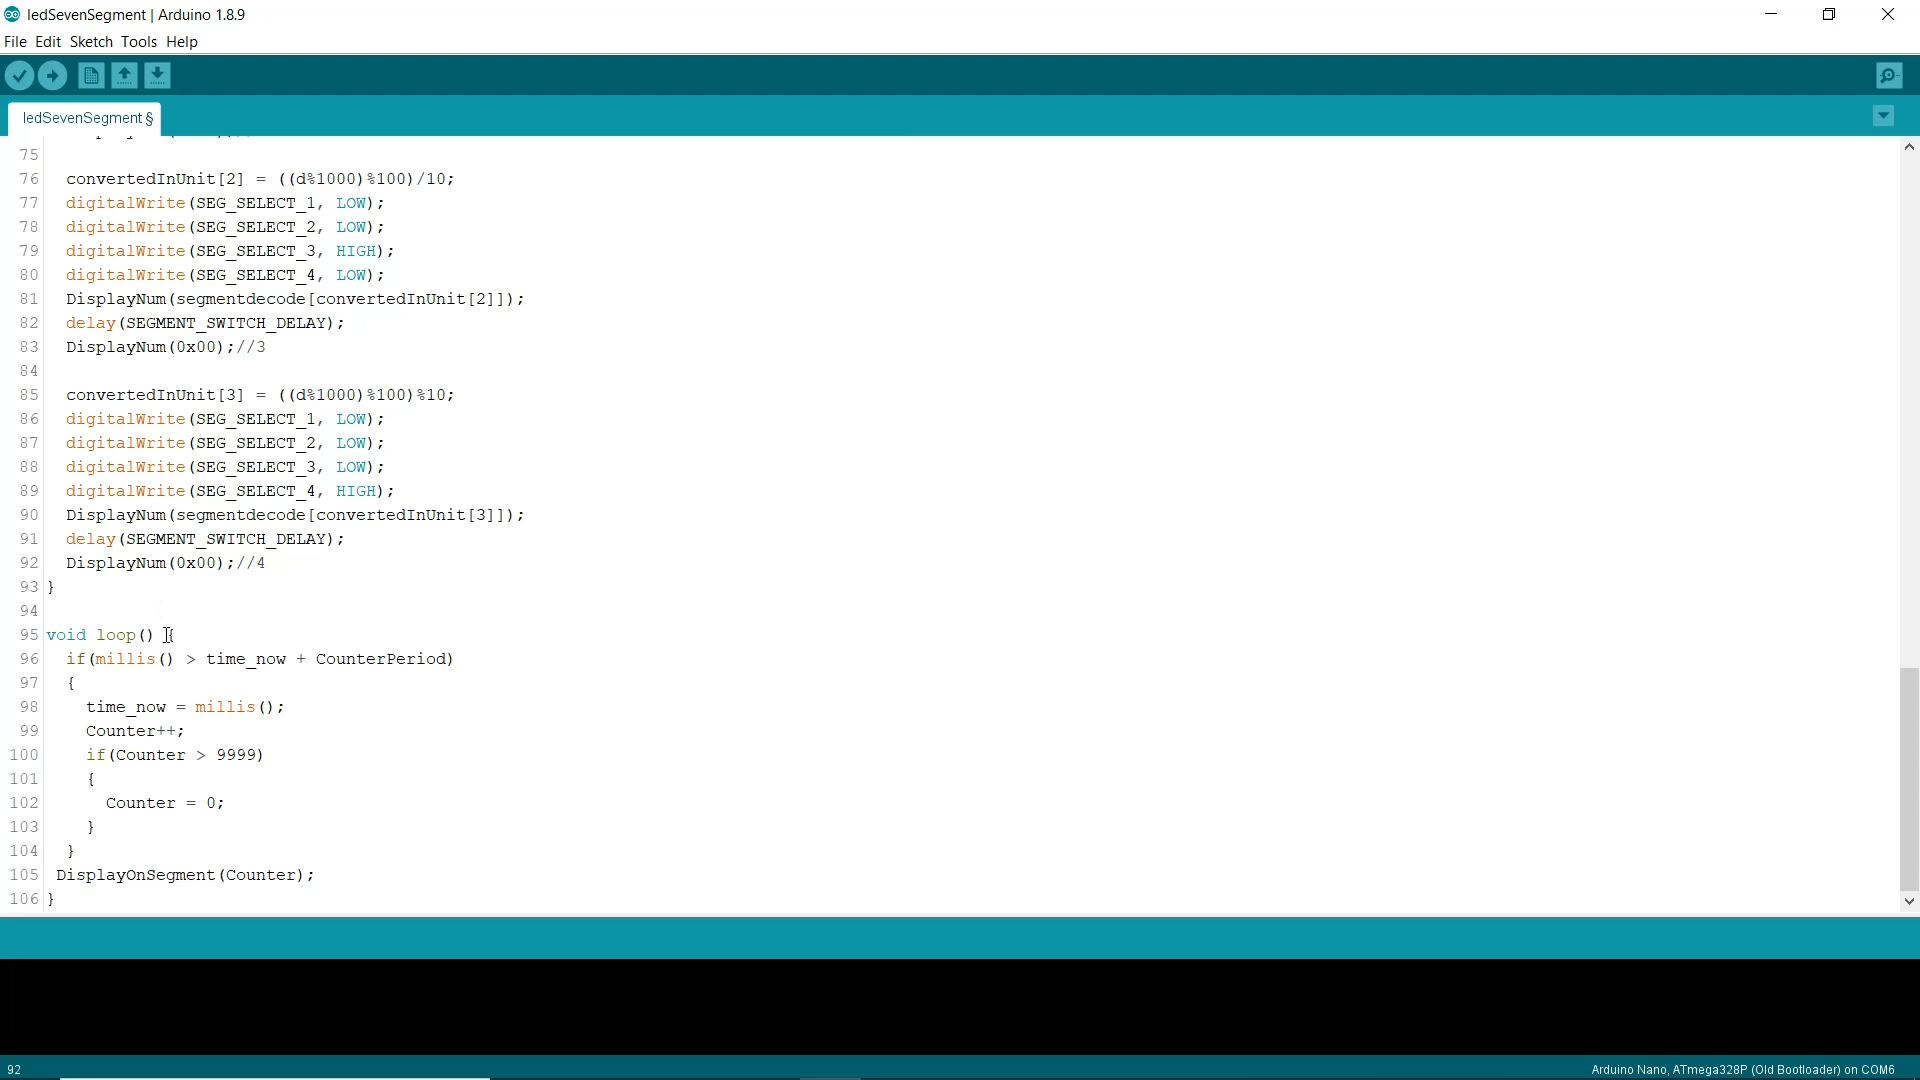 ledSevenSegment | Arduino 1.8.9
File Edit Sketch Tools Help
ledSevenSegment §
75
76 convertedInUnit[2] = ((d%1000)%100)/10;
77 digitalWrite(SEG_SELECT_1, LOW);
78 digitalWrite(SEG_SELECT_2, LOW);
79 digitalWrite(SEG_SELECT_3, HIGH);
80 digitalWrite(SEG_SELECT_4, LOW);
81 DisplayNum(segmentdecode[convertedInUnit[2]]);
82 delay(SEGMENT_SWITCH_DELAY);
83 DisplayNum(0x00);//3
84
85 convertedInUnit[3] = ((d%1000)%100)%10;
86 digitalWrite(SEG_SELECT_1, LOW);
87 digitalWrite(SEG_SELECT_2, LOW);
88 digitalWrite(SEG_SELECT_3, LOW);
89 digitalWrite(SEG_SELECT_4, HIGH);
90 DisplayNum(segmentdecode[convertedInUnit[3]]);
91 delay(SEGMENT_SWITCH_DELAY);
92 DisplayNum(0x00);//4
93 }
94
95 void loop() {
96 if(millis() > time_now + CounterPeriod)
97 {
98 time_now = millis();
99 Counter++;
100 if(Counter > 9999)
101 {
102 Counter = 0;
103 }
104 }
105 DisplayOnSegment(Counter);
106 }
92
Arduino Nano, ATmega328P (Old Bootloader) on COM6